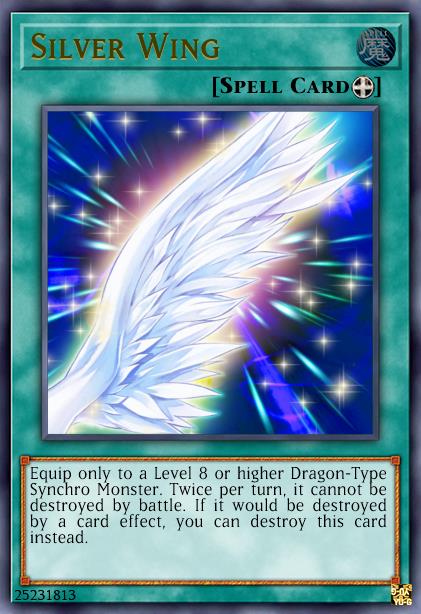 Silver Wing
魔
[Spell Card]
Equip only to a Level 8 or higher Dragon-Type
Synchro Monster. Twice per turn, it cannot be
destroyed by battle. If it would be destroyed
by a card effect, you can destroy this card
instead.
25231813